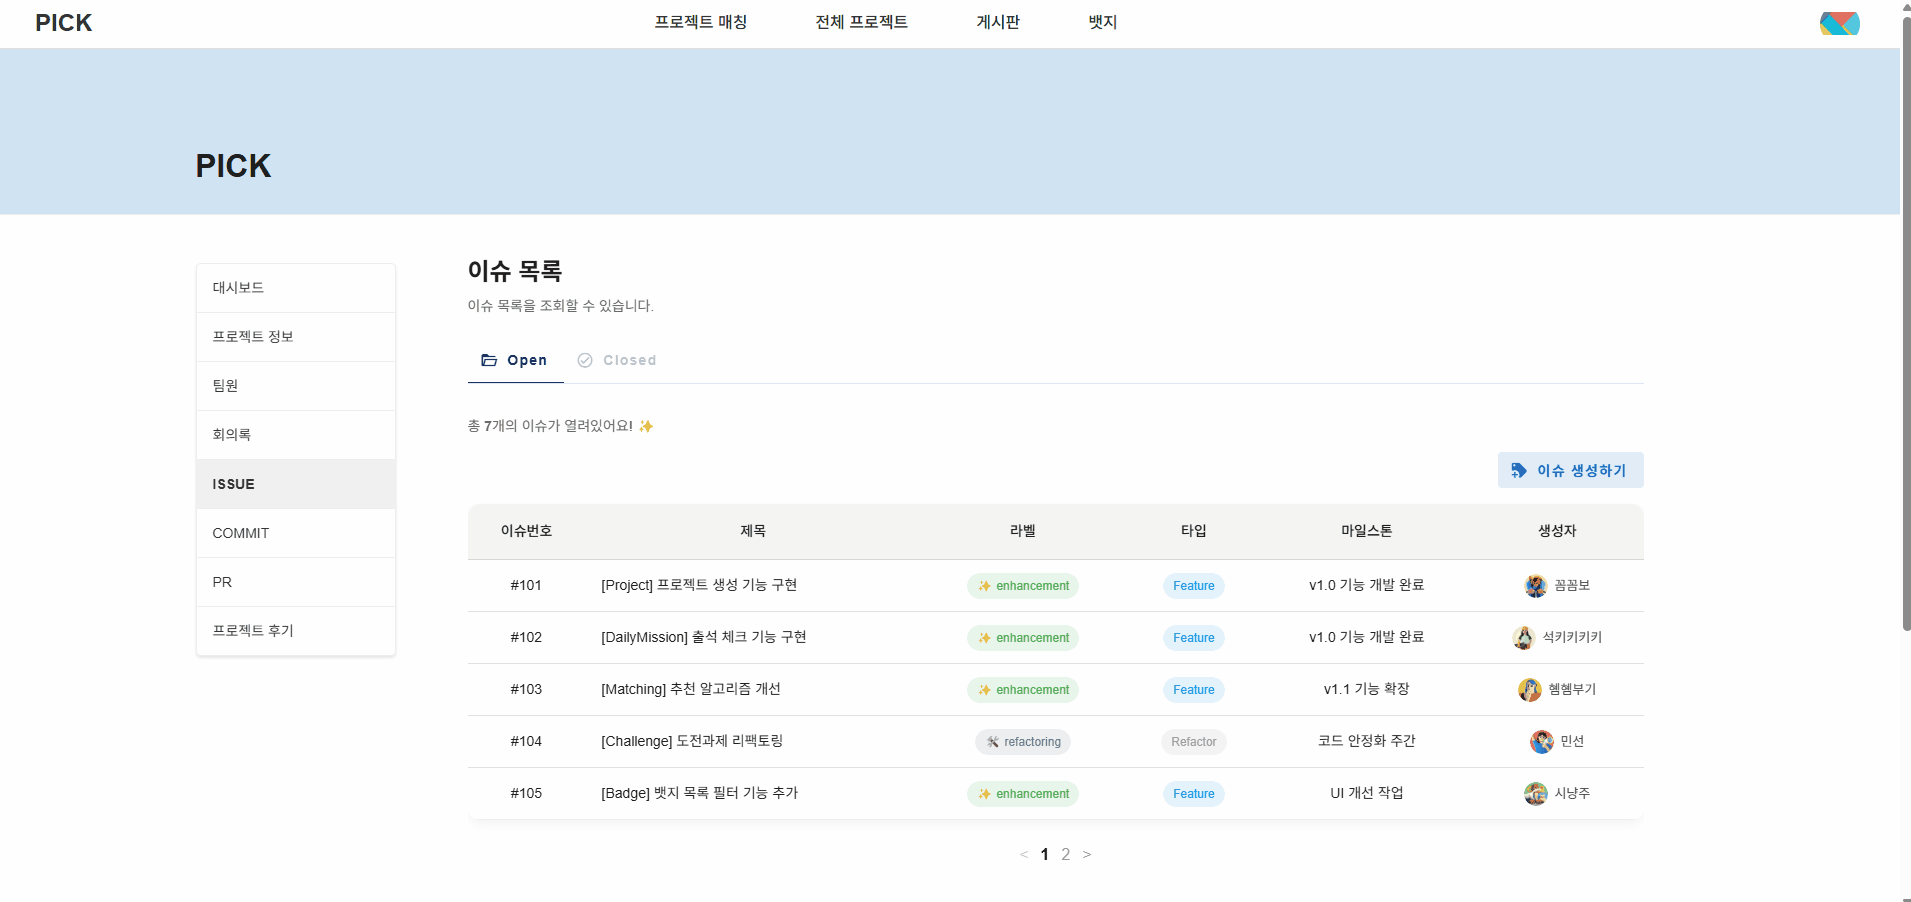 PICK
프로젝트 매칭
전체 프로젝트
게시판
뱃지
PICK
대시보드
프로젝트 정보
팀원
회의록
ISSUE
COMMIT
PR
프로젝트 후기
이슈 목록
이슈 목록을 조회할 수 있습니다.
Open
Closed
총 7개의 이슈가 열려있어요! ✨
이슈 생성하기
이슈번호 제목 라벨 타입 마일스톤 생성자
#101 [Project] 프로젝트 생성 기능 구현 ✨ enhancement Feature v1.0 기능 개발 완료 꼼꼼보
#102 [DailyMission] 출석 체크 기능 구현 ✨ enhancement Feature v1.0 기능 개발 완료 석키키키키
#103 [Matching] 추천 알고리즘 개선 ✨ enhancement Feature v1.1 기능 확장 헴헴부기
#104 [Challenge] 도전과제 리팩토링 🛠 refactoring Refactor 코드 안정화 주간 민선
#105 [Badge] 뱃지 목록 필터 기능 추가 ✨ enhancement Feature UI 개선 작업 시냥주
< 1 2 >